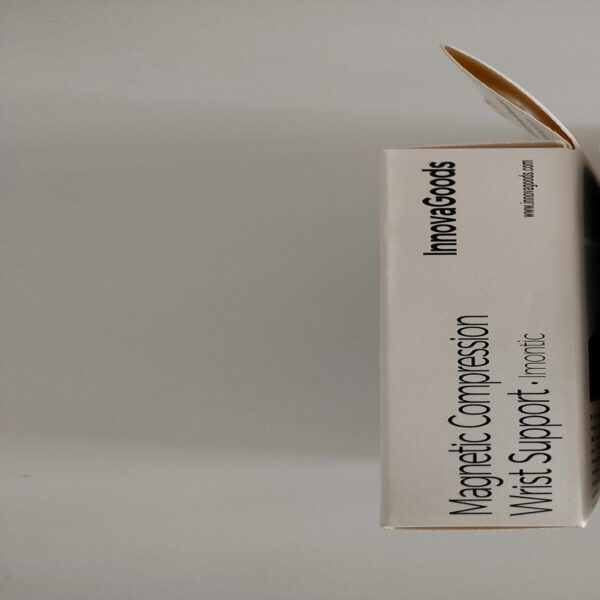 InnovaGoods
www.innovagoods.com
Magnetic Compression
Wrist Support • Imontic